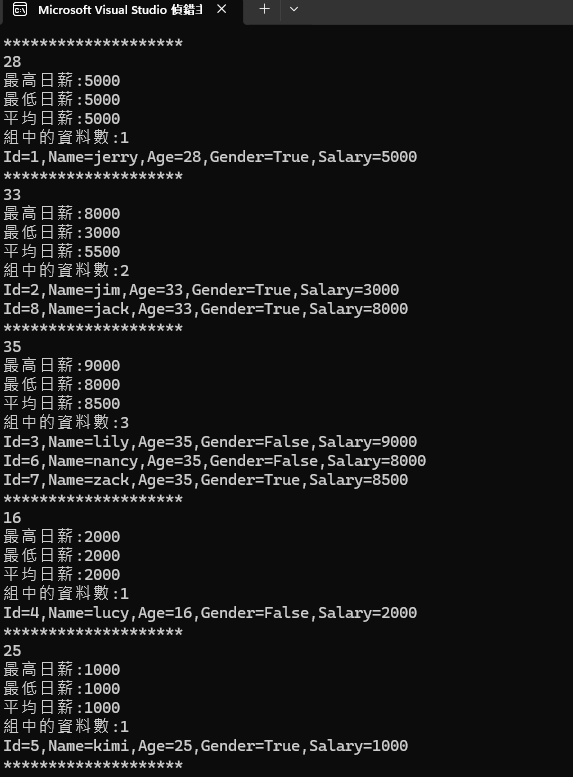 Microsoft Visual Studio 偵錯主
********************
28
最高日薪:5000
最低日薪:5000
平均日薪:5000
組中的資料數:1
Id=1,Name=jerry,Age=28,Gender=True,Salary=5000
********************
33
最高日薪:8000
最低日薪:3000
平均日薪:5500
組中的資料數:2
Id=2,Name=jim,Age=33,Gender=True,Salary=3000
Id=8,Name=jack,Age=33,Gender=True,Salary=8000
********************
35
最高日薪:9000
最低日薪:8000
平均日薪:8500
組中的資料數:3
Id=3,Name=lily,Age=35,Gender=False,Salary=9000
Id=6,Name=nancy,Age=35,Gender=False,Salary=8000
Id=7,Name=zack,Age=35,Gender=True,Salary=8500
********************
16
最高日薪:2000
最低日薪:2000
平均日薪:2000
組中的資料數:1
Id=4,Name=lucy,Age=16,Gender=False,Salary=2000
********************
25
最高日薪:1000
最低日薪:1000
平均日薪:1000
組中的資料數:1
Id=5,Name=kimi,Age=25,Gender=True,Salary=1000
********************